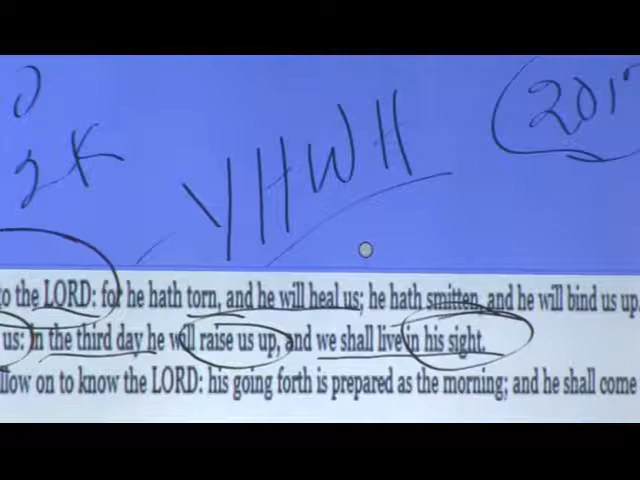 2K
YHWH
201
to the LORD: for he hath torn, and he will heal us; he hath smitten, and he will bind us up.
us: in the third day he will raise us up, and we shall live in his sight.
llow on to know the LORD: his going forth is prepared as the morning; and he shall come